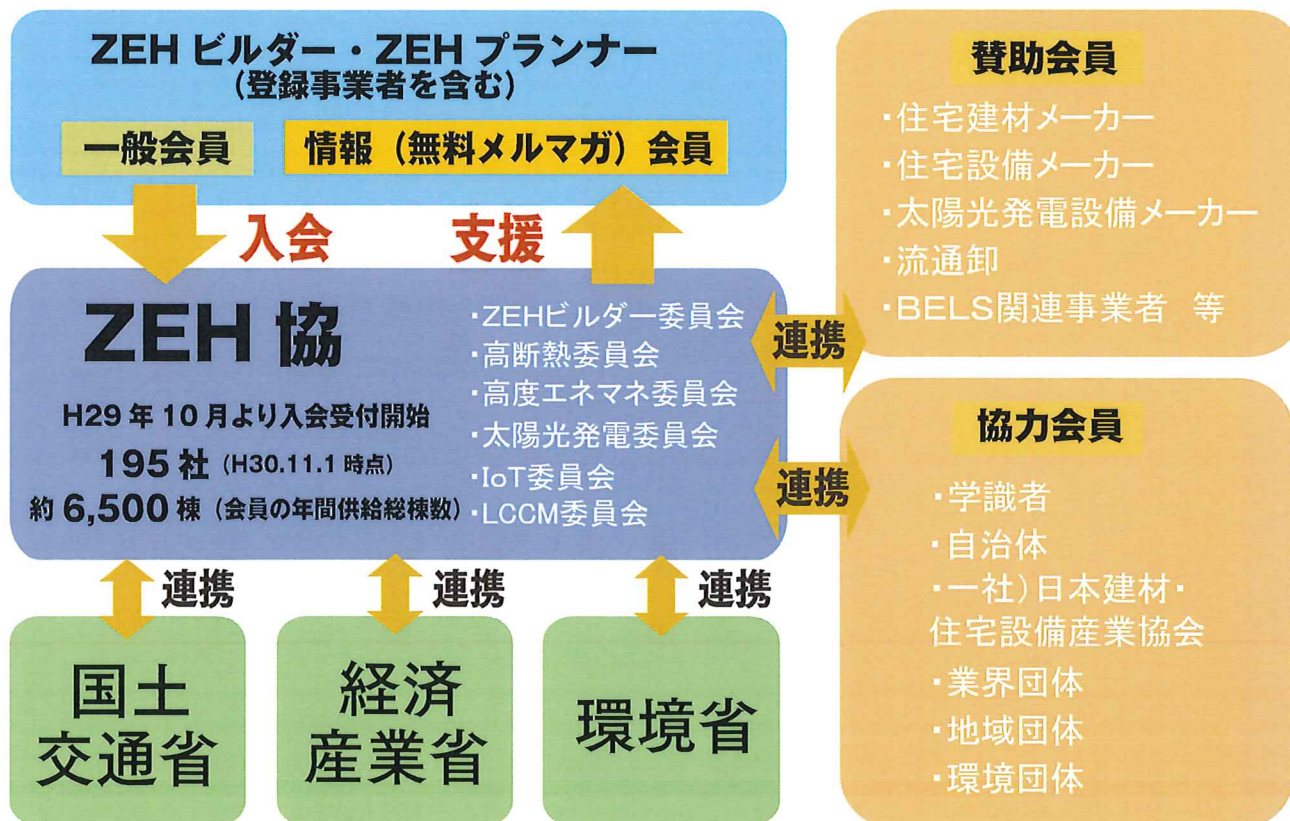 ZEH ビルダー・ZEH プランナー
(登録事業者を含む)
一般会員
情報（無料メルマガ）会員
入会
支援
ZEH 協
H29 年 10 月より入会受付開始
195 社 (H30.11.1 時点)
約 6,500 棟 (会員の年間供給総棟数)
・ZEHビルダー委員会
・高断熱委員会
・高度エネマネ委員会
・太陽光発電委員会
・IoT委員会
・LCCM委員会
連携
連携
賛助会員
・住宅建材メーカー
・住宅設備メーカー
・太陽光発電設備メーカー
・流通卸
・BELS関連事業者 等
協力会員
・学識者
・自治体
・一社）日本建材・
住宅設備産業協会
・業界団体
・地域団体
・環境団体
連携
連携
連携
国土
交通省
経済
産業省
環境省